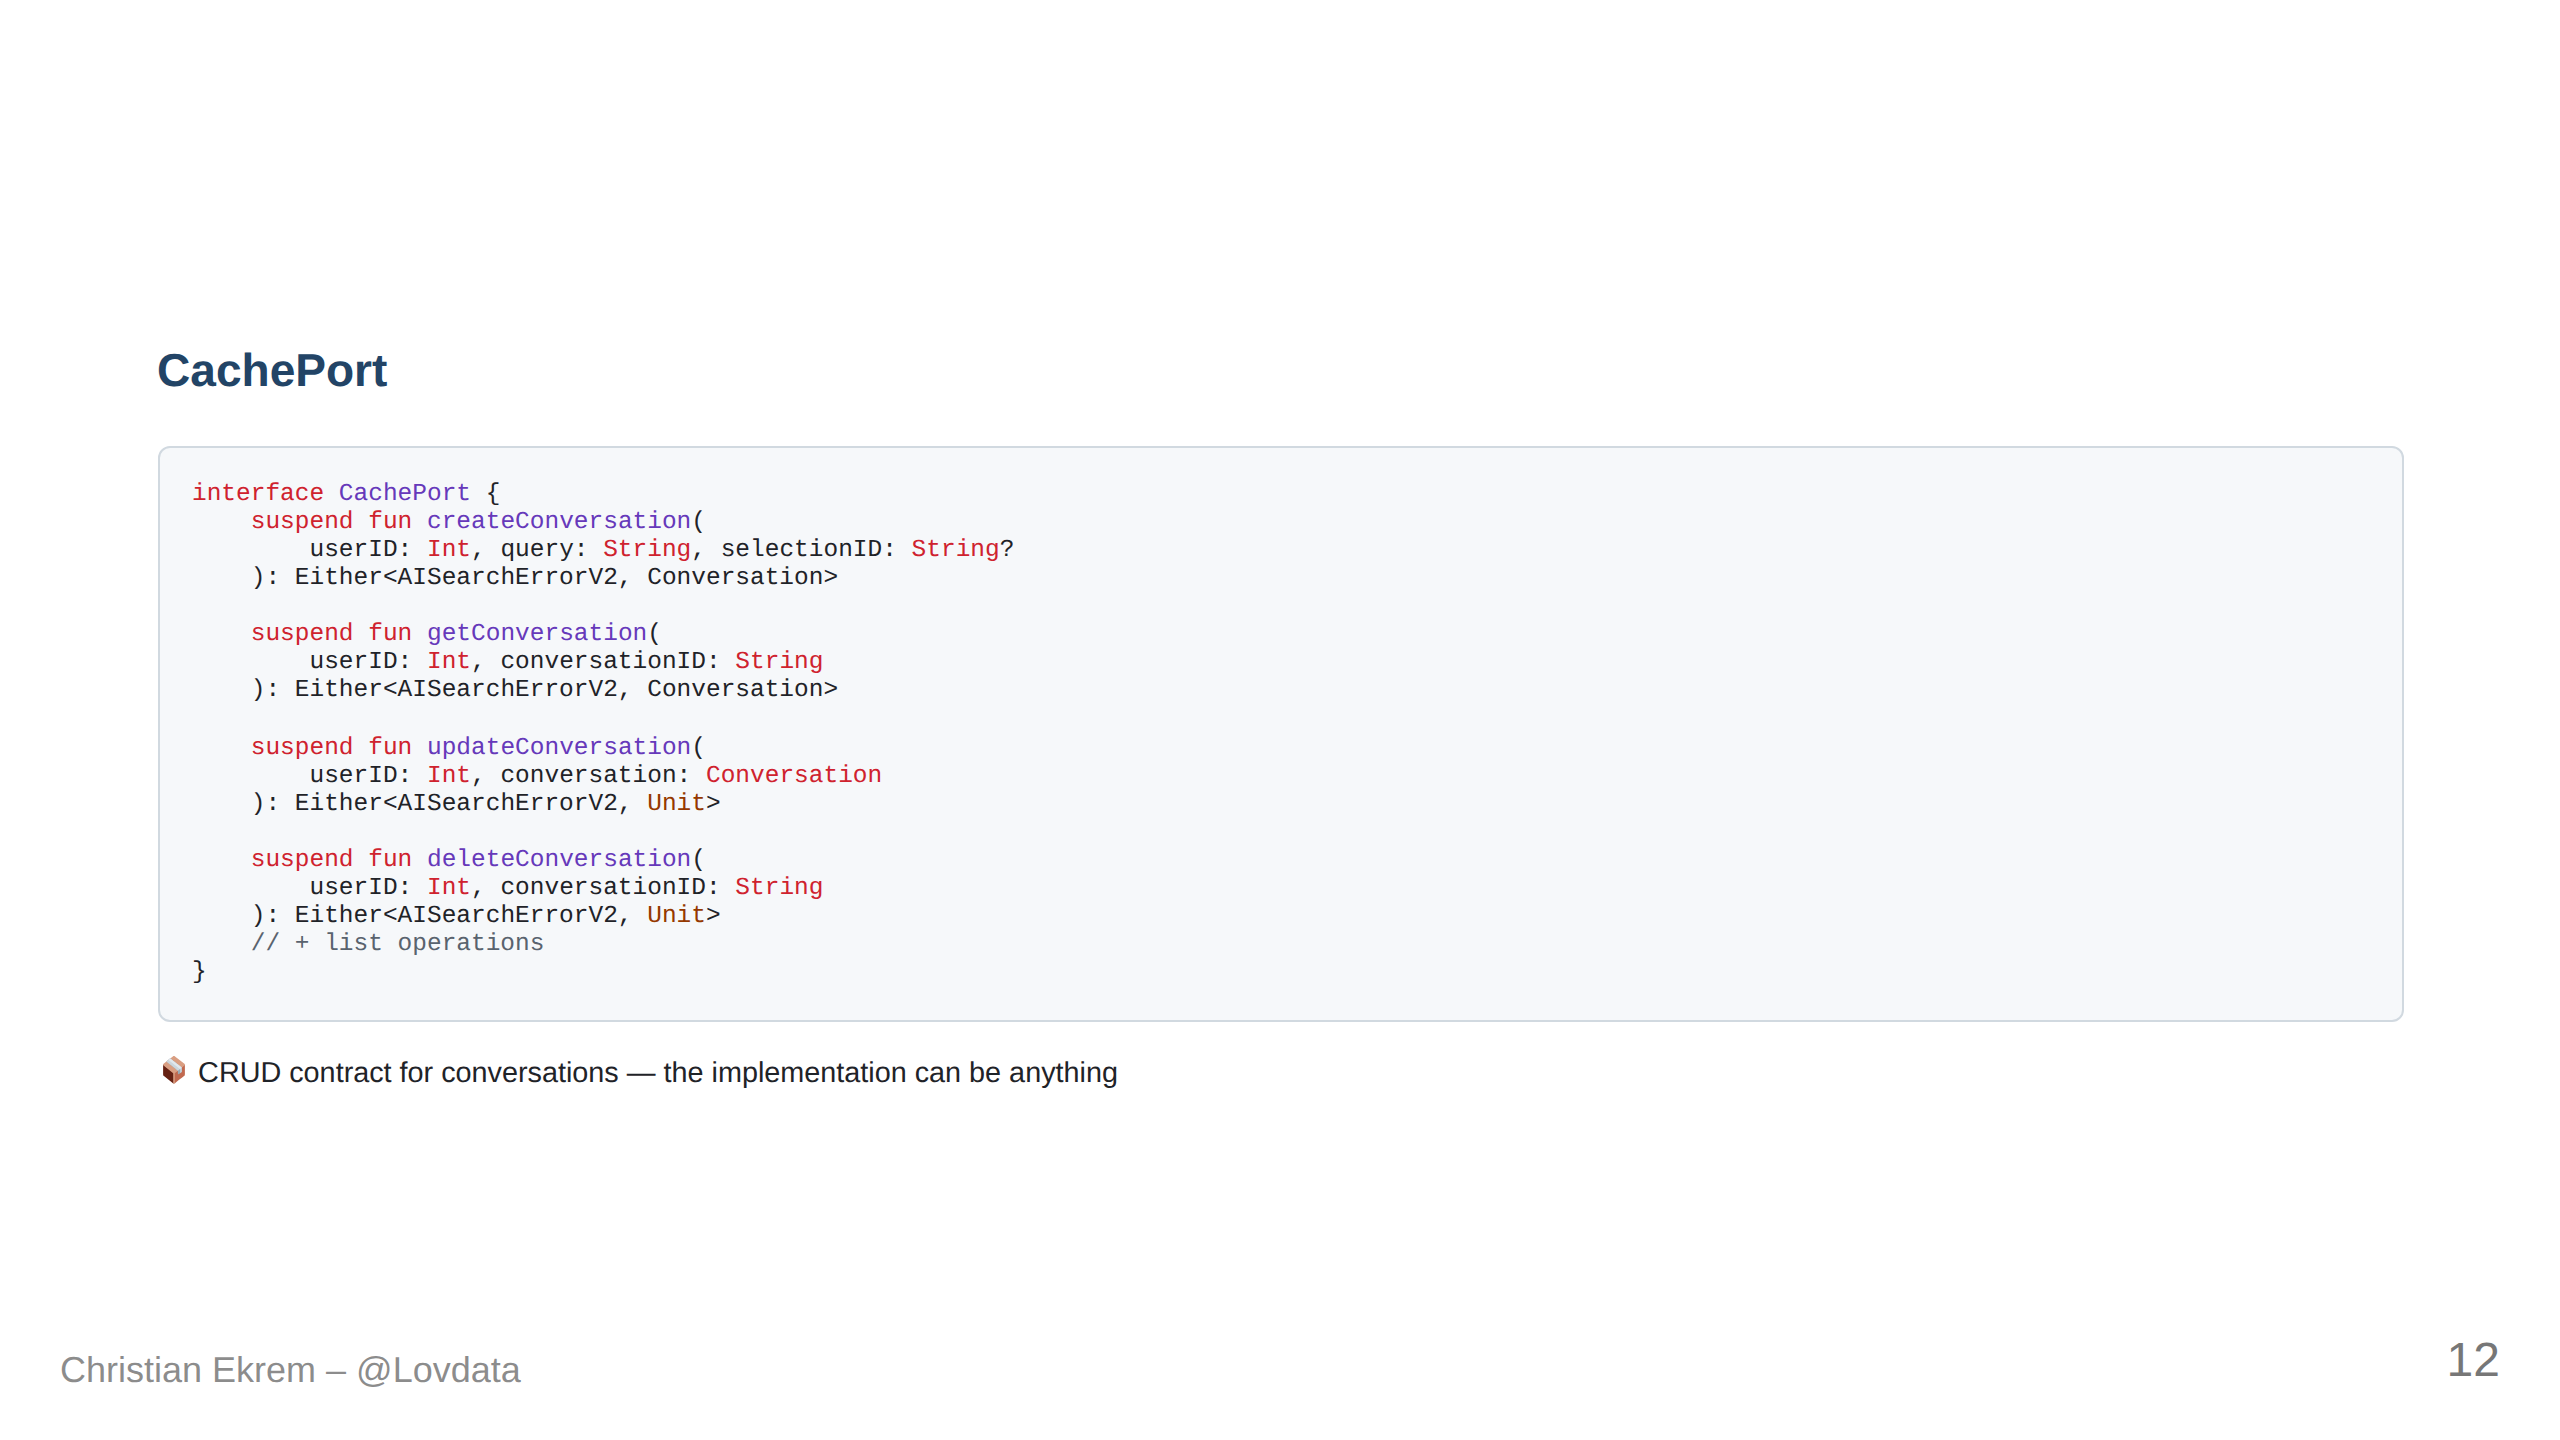 CachePort
interface CachePort {
    suspend fun createConversation(
        userID: Int, query: String, selectionID: String?
    ): Either<AISearchErrorV2, Conversation>

    suspend fun getConversation(
        userID: Int, conversationID: String
    ): Either<AISearchErrorV2, Conversation>

    suspend fun updateConversation(
        userID: Int, conversation: Conversation
    ): Either<AISearchErrorV2, Unit>

    suspend fun deleteConversation(
        userID: Int, conversationID: String
    ): Either<AISearchErrorV2, Unit>
    // + list operations
}
📦 CRUD contract for conversations — the implementation can be anything
Christian Ekrem – @Lovdata
12